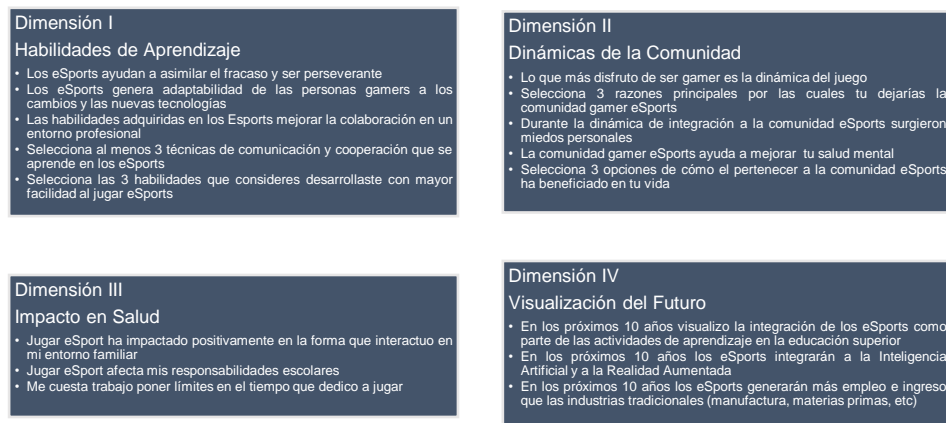 Dimensión I
Habilidades de Aprendizaje
• Los eSports ayudan a asimilar el fracaso y ser perseverante
• Los eSports genera adaptabilidad de las personas gamers a los
cambios y las nuevas tecnologías
• Las habilidades adquiridas en los Esports mejorar la colaboración en un
entorno profesional
• Selecciona al menos 3 técnicas de comunicación y cooperación que se
aprende en los eSports
• Selecciona las 3 habilidades que consideres desarrollaste con mayor
facilidad al jugar eSports
Dimensión II
Dinámicas de la Comunidad
• Lo que más disfruto de ser gamer es la dinámica del juego
• Selecciona 3 razones principales por las cuales tu dejarías la
comunidad gamer eSports
• Durante la dinámica de integración a la comunidad eSports surgieron
miedos personales
• La comunidad gamer eSports ayuda a mejorar tu salud mental
• Selecciona 3 opciones de cómo el pertenecer a la comunidad eSports
ha beneficiado en tu vida
Dimensión III
Impacto en Salud
• Jugar eSport ha impactado positivamente en la forma que interactuo en
mi entorno familiar
• Jugar eSport afecta mis responsabilidades escolares
• Me cuesta trabajo poner límites en el tiempo que dedico a jugar
Dimensión IV
Visualización del Futuro
• En los próximos 10 años visualizo la integración de los eSports como
parte de las actividades de aprendizaje en la educación superior
• En los próximos 10 años los eSports integrarán a la Inteligencia
Artificial y a la Realidad Aumentada
• En los próximos 10 años los eSports generarán más empleo e ingreso
que las industrias tradicionales (manufactura, materias primas, etc)